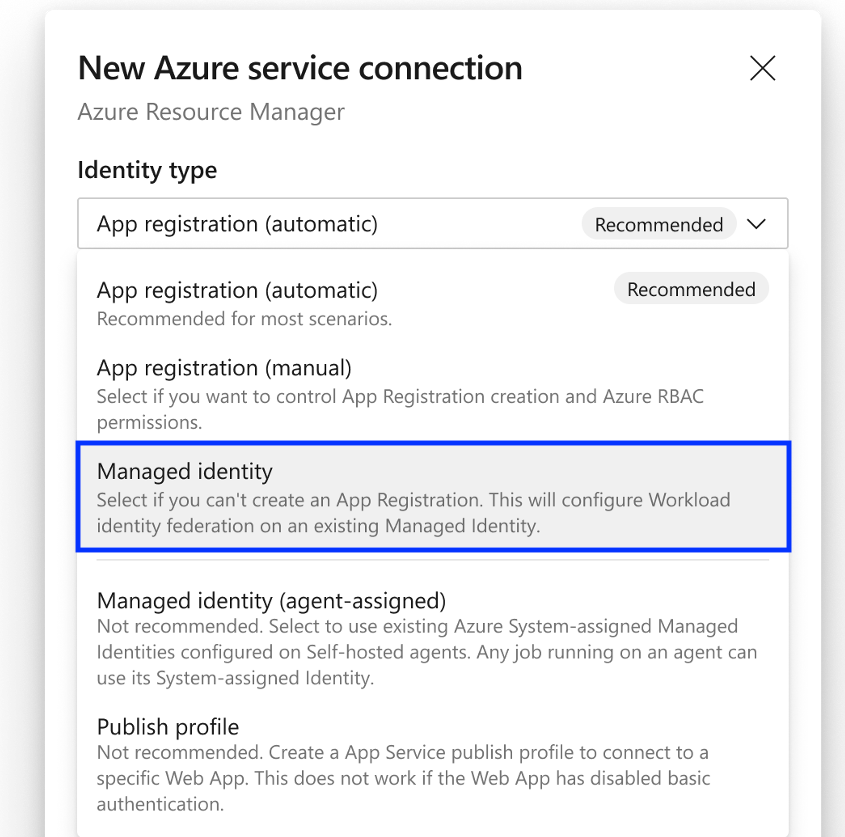 New Azure service connection
Azure Resource Manager
Identity type
App registration (automatic) Recommended
App registration (automatic) Recommended
Recommended for most scenarios.
App registration (manual)
Select if you want to control App Registration creation and Azure RBAC
permissions.
Managed identity
Select if you can't create an App Registration. This will configure Workload
identity federation on an existing Managed Identity.
Managed identity (agent-assigned)
Not recommended. Select to use existing Azure System-assigned Managed
Identities configured on Self-hosted agents. Any job running on an agent can
use its System-assigned Identity.
Publish profile
Not recommended. Create a App Service publish profile to connect to a
specific Web App. This does not work if the Web App has disabled basic
authentication.